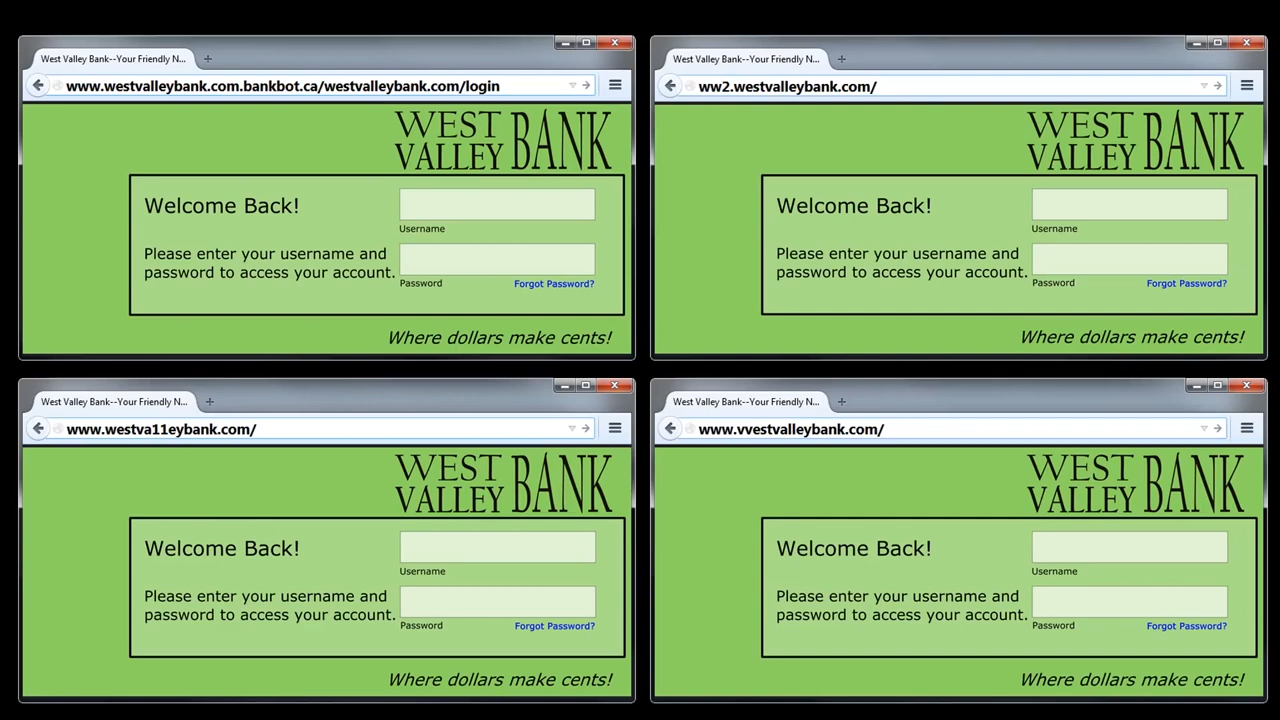 West Valley Bank--Your Friendly N...
www.westvalleybank.com.bankbot.ca/westvalleybank.com/login
WEST VALLEY BANK
Welcome Back!
Username
Please enter your username and
password to access your account.
Password
Forgot Password?
Where dollars make cents!
West Valley Bank--Your Friendly N...
ww2.westvalleybank.com/
WEST VALLEY BANK
Welcome Back!
Username
Please enter your username and
password to access your account.
Password
Forgot Password?
Where dollars make cents!
West Valley Bank--Your Friendly N...
www.westva11eybank.com/
WEST VALLEY BANK
Welcome Back!
Username
Please enter your username and
password to access your account.
Password
Forgot Password?
Where dollars make cents!
West Valley Bank--Your Friendly N...
www.vvestvalleybank.com/
WEST VALLEY BANK
Welcome Back!
Username
Please enter your username and
password to access your account.
Password
Forgot Password?
Where dollars make cents!